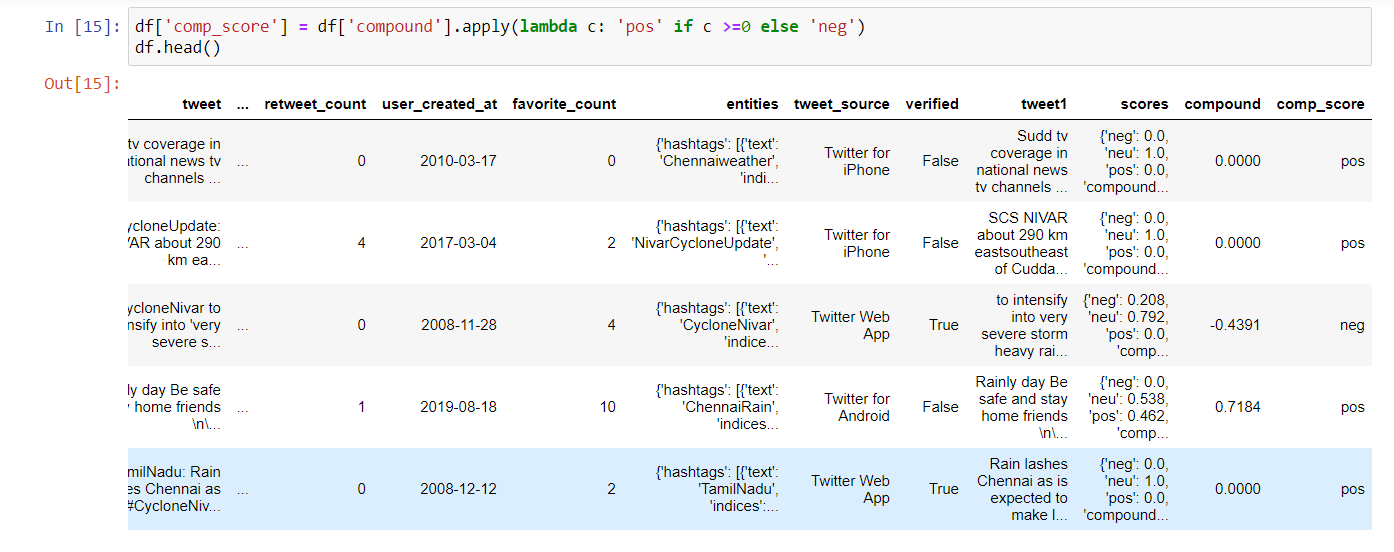 In [15]: df['comp_score'] = df['compound'].apply(lambda c: 'pos' if c >=0 else 'neg')
df.head()
Out[15]:
tweet ... retweet_count user_created_at favorite_count entities tweet_source verified tweet1 scores compound comp_score
tv coverage in
national news tv
channels ...
...
0
2010-03-17
0
{'hashtags': [{'text':
'Chennaiweather',
'indi...
Twitter for
iPhone
False
Sudd tv
coverage in
national news
tv channels ...
{'neg': 0.0,
'neu': 1.0,
'pos': 0.0,
'compound...
0.0000
pos
ycloneUpdate:
AR about 290
km ea...
...
4
2017-03-04
2
{'hashtags': [{'text':
'NivarCycloneUpdate',
'...
Twitter for
iPhone
False
SCS NIVAR
about 290 km
eastsoutheast
of Cudda...
{'neg': 0.0,
'neu': 1.0,
'pos': 0.0,
'compound...
0.0000
pos
ycloneNivar to
nsify into 'very
severe s...
...
0
2008-11-28
4
{'hashtags': [{'text':
'CycloneNivar',
'indice...
Twitter Web
App
True
to intensify
into very
severe storm
heavy rai...
{'neg': 0.208,
'neu': 0.792,
'pos': 0.0,
'comp...
-0.4391
neg
ly day Be safe
home friends
\n\...
...
1
2019-08-18
10
{'hashtags': [{'text':
'ChennaiRain',
'indices...
Twitter for
Android
False
Rainly day Be
safe and stay
home friends
\n\...
{'neg': 0.0,
'neu': 0.538,
'pos': 0.462,
'comp...
0.7184
pos
milNadu: Rain
es Chennai as
#CycloneNiv...
...
0
2008-12-12
2
{'hashtags': [{'text':
'TamilNadu',
'indices':...
Twitter Web
App
True
Rain lashes
Chennai as is
expected to
make l...
{'neg': 0.0,
'neu': 1.0,
'pos': 0.0,
'compound...
0.0000
pos